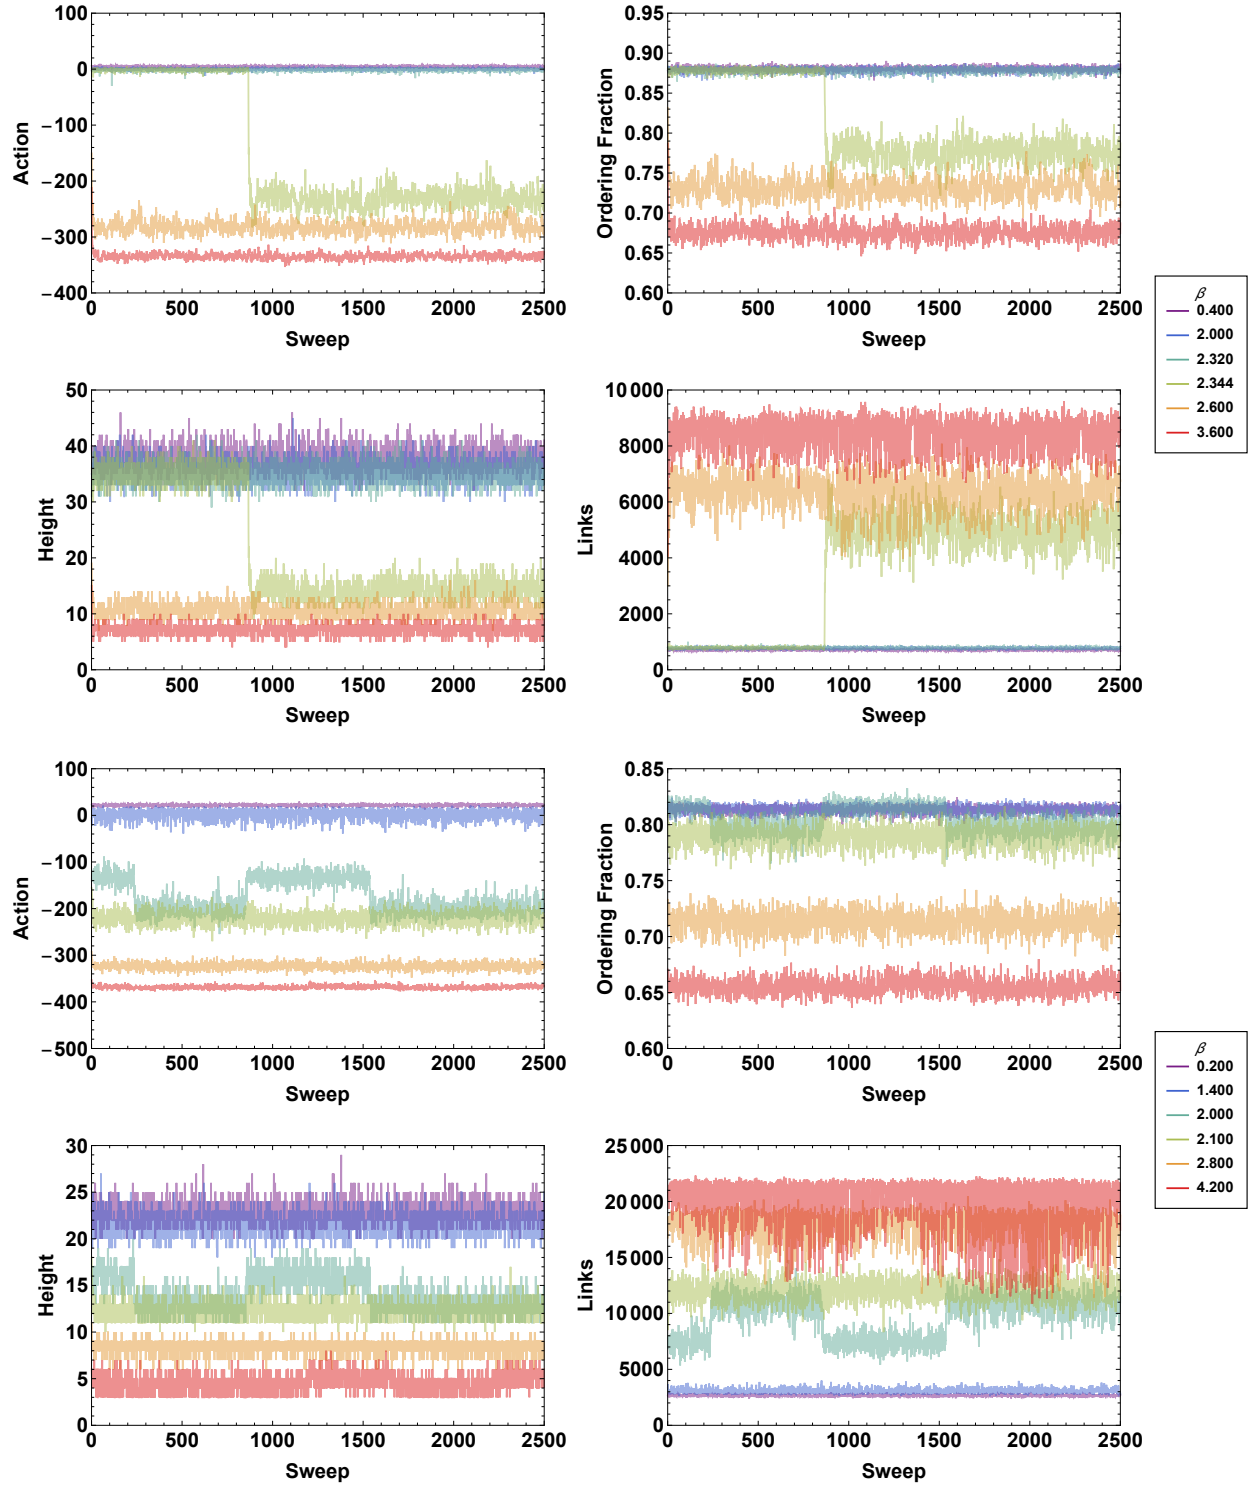 100
0
−100
−200
−300
−400
Action
0 500 1000 1500 2000 2500
Sweep
0.95
0.90
0.85
0.80
0.75
0.70
0.65
0.60
Ordering Fraction
0 500 1000 1500 2000 2500
Sweep
50
40
30
20
10
0
Height
0 500 1000 1500 2000 2500
Sweep
10 000
8000
6000
4000
2000
0
Links
0 500 1000 1500 2000 2500
Sweep
β
0.400
2.000
2.320
2.344
2.600
3.600
100
0
−100
−200
−300
−400
−500
Action
0 500 1000 1500 2000 2500
Sweep
0.85
0.80
0.75
0.70
0.65
0.60
Ordering Fraction
0 500 1000 1500 2000 2500
Sweep
30
25
20
15
10
5
0
Height
0 500 1000 1500 2000 2500
Sweep
25 000
20 000
15 000
10 000
5000
0
Links
0 500 1000 1500 2000 2500
Sweep
β
0.200
1.400
2.000
2.100
2.800
4.200